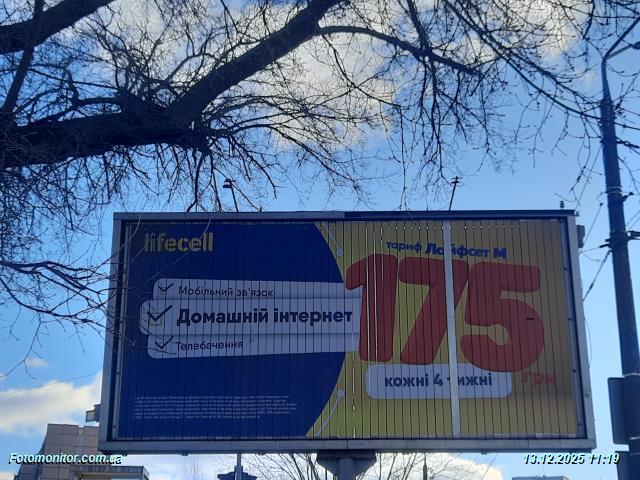 lifecell
тариф Лайфсет М
175
грн
кожні 4 тижні
Мобільний зв'язок
Домашній інтернет
Телебачення
Fotomonitor.com.ua
13.12.2025 11:19